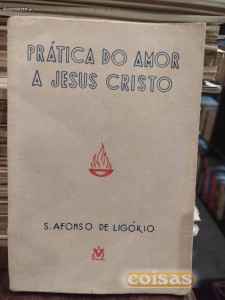 PRÁTICA DO AMOR
A JESUS CRISTO
S. AFONSO DE LIGÓRIO
coisas